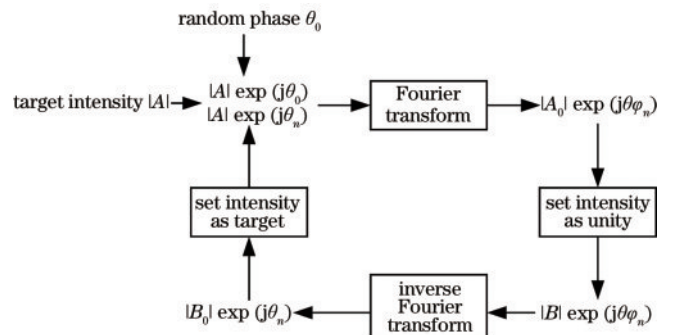 random phase θ₀
target intensity |A|
|A| exp (jθ₀)
|A| exp (jθₙ)
Fourier
transform
|A₀| exp (jθφₙ)
set intensity
as target
set intensity
as unity
|B₀| exp (jθₙ)
inverse
Fourier
transform
|B| exp (jθφₙ)